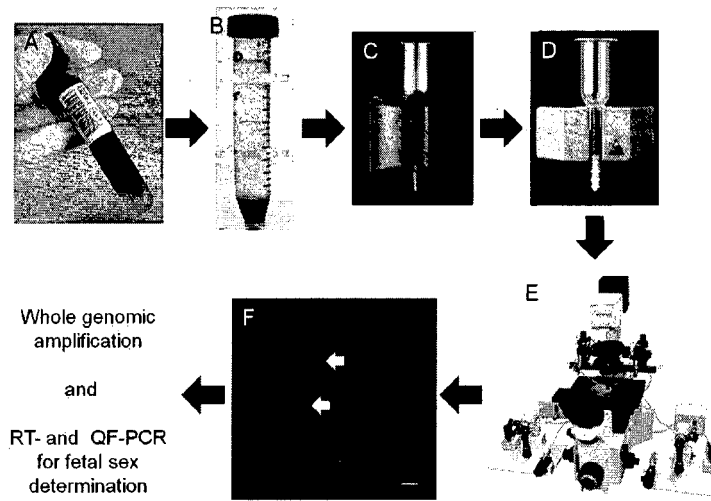 A
B
C
D
E
F
Whole genomic
amplification
and
RT- and QF-PCR
for fetal sex
determination